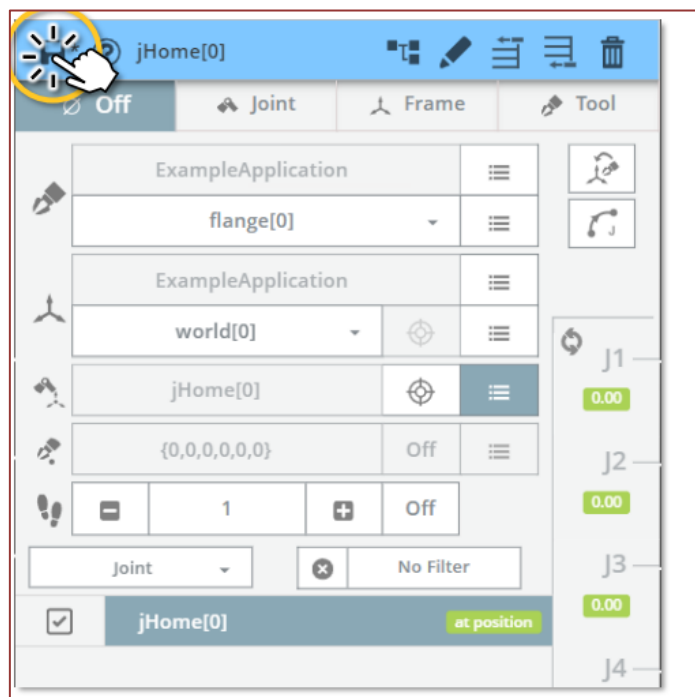 * jHome[0]
Off Joint Frame Tool
ExampleApplication
flange[0]
J
ExampleApplication
world[0]
J1
jHome[0]
0.00
{0,0,0,0,0,0} Off
J2
1 Off
0.00
Joint No Filter
J3
0.00
jHome[0] at position
J4